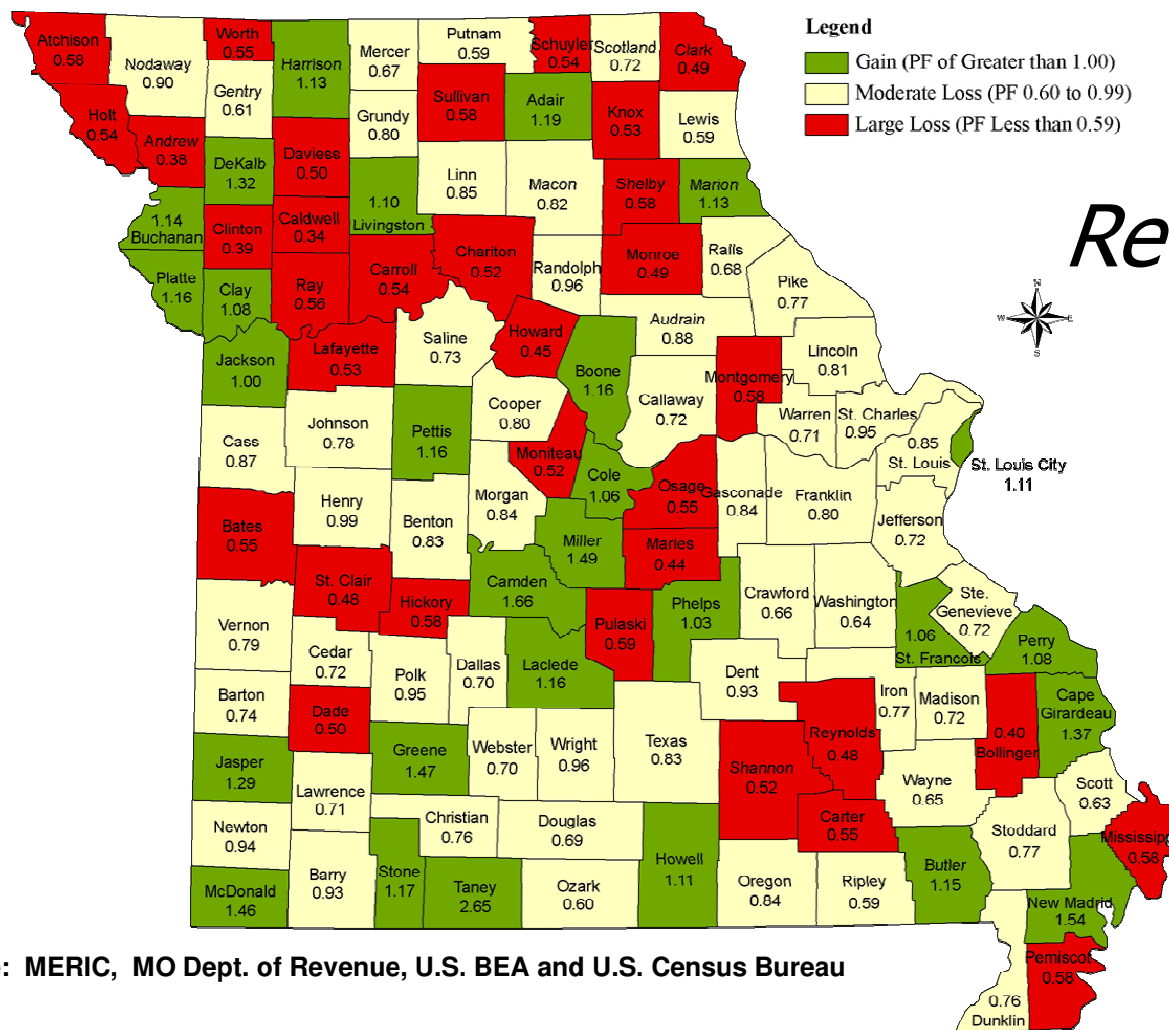 Legend
Gain (PF of Greater than 1.00)
Moderate Loss (PF 0.60 to 0.99)
Large Loss (PF Less than 0.59)
Re
N
W E
S
Atchison
0.58
Nodaway
0.90
Worth
0.55
Harrison
1.13
Mercer
0.67
Putnam
0.59
Schuyler
0.54
Scotland
0.72
Clark
0.49
Holt
0.54
Andrew
0.38
Gentry
0.61
Grundy
0.80
Sullivan
0.58
Adair
1.19
Knox
0.53
Lewis
0.59
DeKalb
1.32
Daviess
0.50
1.10
Livingston
Linn
0.85
Macon
0.82
Shelby
0.58
Marion
1.13
1.14
Buchanan
Clinton
0.39
Caldwell
0.34
Carroll
0.54
Chariton
0.52
Randolph
0.96
Monroe
0.49
Ralls
0.68
Pike
0.77
Platte
1.16
Clay
1.08
Ray
0.56
Saline
0.73
Howard
0.45
Boone
1.16
Audrain
0.88
Lincoln
0.81
Jackson
1.00
Lafayette
0.53
Cooper
0.80
Callaway
0.72
Montgomery
0.58
Warren
0.71
St. Charles
0.95
0.85
St. Louis
St. Louis City
1.11
Cass
0.87
Johnson
0.78
Pettis
1.16
Moniteau
0.52
Cole
1.06
Osage
0.55
Gasconade
0.84
Franklin
0.80
Jefferson
0.72
Bates
0.55
Henry
0.99
Benton
0.83
Morgan
0.84
Miller
1.49
Maries
0.44
St. Clair
0.48
Hickory
0.58
Camden
1.66
Pulaski
0.59
Phelps
1.03
Crawford
0.66
Washington
0.64
1.06
St. Francois
Ste.
Genevieve
0.72
Perry
1.08
Vernon
0.79
Cedar
0.72
Polk
0.95
Dallas
0.70
Laclede
1.16
Dent
0.93
Iron
0.77
Madison
0.72
0.40
Bollinger
Cape
Girardeau
1.37
Barton
0.74
Dade
0.50
Greene
1.47
Webster
0.70
Wright
0.96
Texas
0.83
Shannon
0.52
Reynolds
0.48
Wayne
0.65
Scott
0.63
Jasper
1.29
Lawrence
0.71
Christian
0.76
Douglas
0.69
Carter
0.55
Stoddard
0.77
Mississipp
0.58
Newton
0.94
Barry
0.93
Stone
1.17
Taney
2.65
Ozark
0.60
Howell
1.11
Oregon
0.84
Ripley
0.59
Butler
1.15
New Madrid
1.54
McDonald
1.46
Pemiscot
0.58
0.76
Dunklin
e: MERIC, MO Dept. of Revenue, U.S. BEA and U.S. Census Bureau